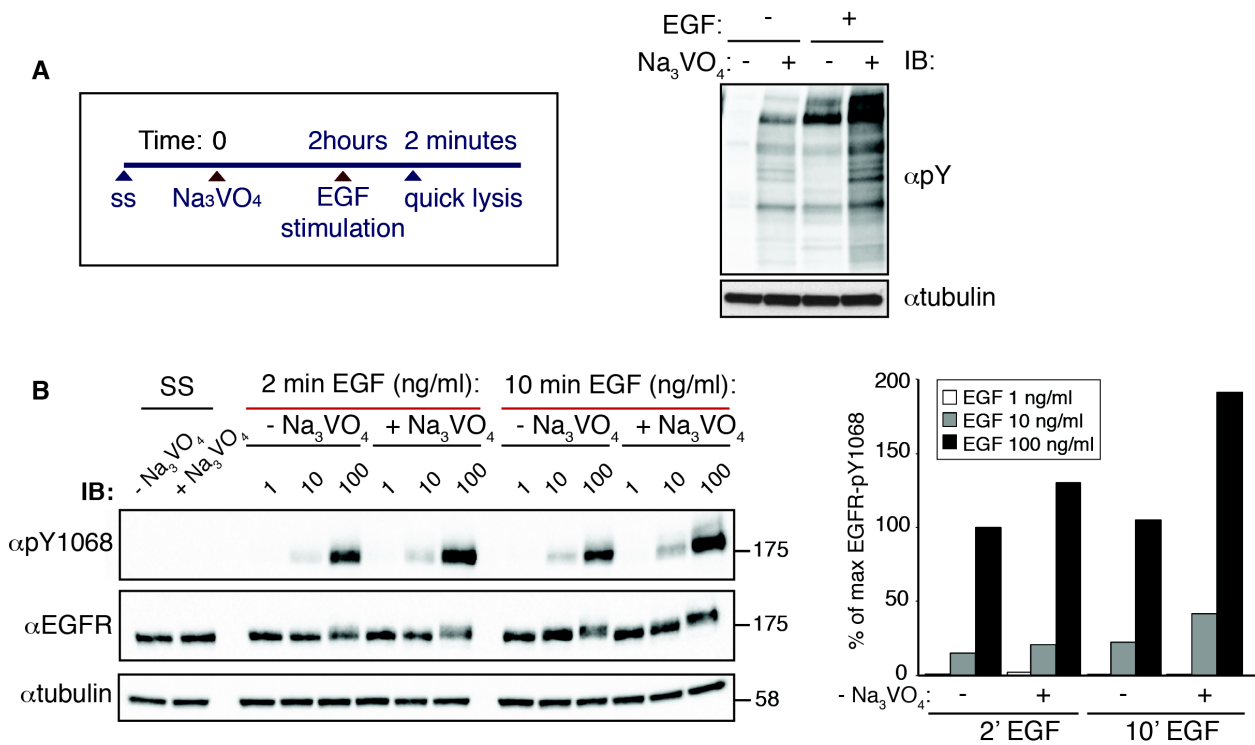 A
Time: 0 2hours 2 minutes
ss Na3VO4 EGF stimulation quick lysis
EGF: - +
Na3VO4: - + - + IB:
αpY
αtubulin
B
SS 2 min EGF (ng/ml): 10 min EGF (ng/ml):
- Na3VO4 + Na3VO4 - Na3VO4 + Na3VO4
- Na3VO4 + Na3VO4
IB: 1 10 100 1 10 100 1 10 100 1 10 100
αpY1068 175
αEGFR 175
αtubulin 58
% of max EGFR-pY1068
200
150
100
50
0
EGF 1 ng/ml
EGF 10 ng/ml
EGF 100 ng/ml
- Na3VO4: - + - +
2’ EGF 10’ EGF